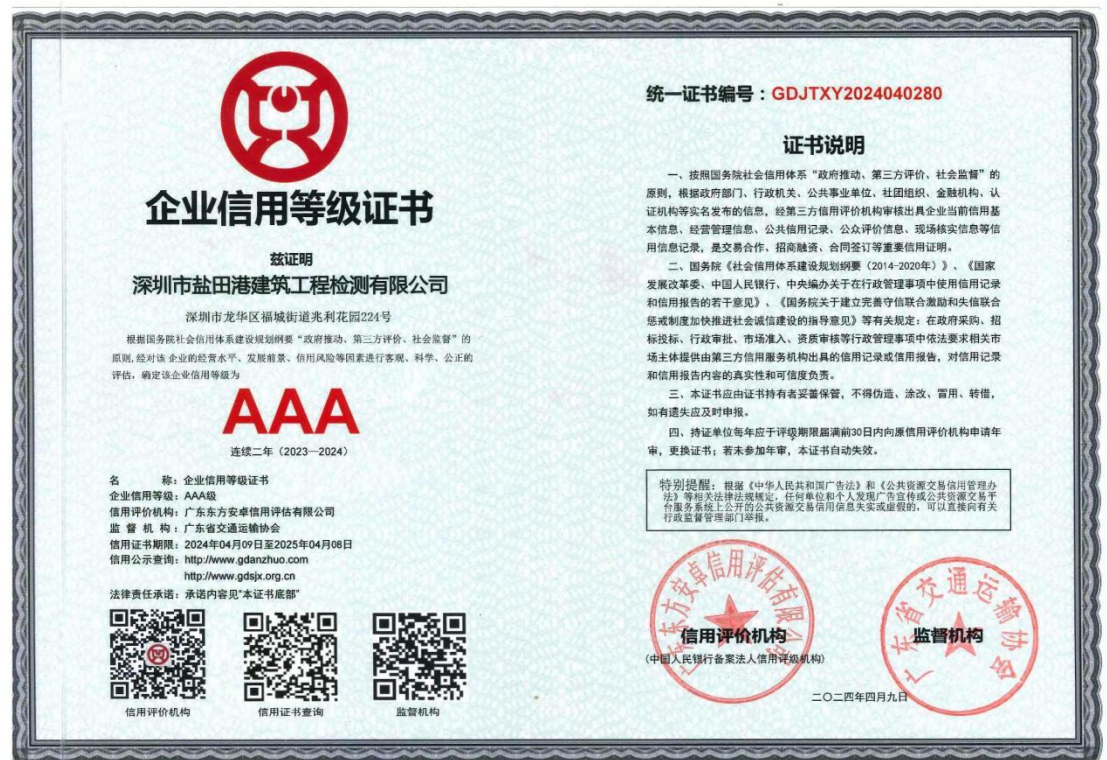 企业信用等级证书
兹证明
深圳市盐田港建筑工程检测有限公司
深圳市龙华区福城街道兆利花园224号
根据国务院社会信用体系建设规划纲要“政府推动、第三方评价、社会监督”的
原则,经对该 企业的经营水平、发展前景、信用风险等因素进行客观、科学、公正的
评估，确定该企业信用等级为
AAA
连续二年（2023—2024）
名 称：企业信用等级证书
企业信用等级：AAA级
信用评价机构：广东东方安卓信用评估有限公司
监 督 机 构：广东省交通运输协会
信用证书期限：2024年04月09日至2025年04月08日
信用公示查询：http://www.gdanzhuo.com
http://www.gdsjx.org.cn
法律责任承诺：承诺内容见“本证书底部”
信用评价机构
信用证书查询
监督机构
统一证书编号：GDJTXY2024040280
证书说明
一、按照国务院社会信用体系“政府推动、第三方评价、社会监督”的
原则，根据政府部门、行政机关、公共事业单位、社团组织、金融机构、认
证机构等实名发布的信息，经第三方信用评价机构审核出具企业当前信用基
本信息、经营管理信息、公共信用记录、公众评价信息、现场核实信息等信
用信息记录，是交易合作、招商融资、合同签订等重要信用证明。
二、国务院《社会信用体系建设规划纲要（2014-2020年）》、《国家
发展改革委、中国人民银行、中央编办关于在行政管理事项中使用信用记录
和信用报告的若干意见》、《国务院关于建立完善守信联合激励和失信联合
惩戒制度加快推进社会诚信建设的指导意见》等有关规定：在政府采购、招
标投标、行政审批、市场准入、资质审核等行政管理事项中依法要求相关市
场主体提供由第三方信用服务机构出具的信用记录或信用报告，对信用记录
和信用报告内容的真实性和可信度负责。
三、本证书应由证书持有者妥善保管，不得伪造、涂改、冒用、转借，
如有遗失应及时申报。
四、持证单位每年应于评级期限届满前30日内向原信用评价机构申请年
审，更换证书；若未参加年审，本证书自动失效。
特别提醒：根据《中华人民共和国广告法》和《公共资源交易信用管理办
法》等相关法律法规规定，任何单位和个人发现广告宣传或公共资源交易平
台服务系统上公开的公共资源交易信用信息失实或虚假的，可以直接向有关
行政监督管理部门举报。
广东东方安卓信用评估有限公司
信用评价机构
(中国人民银行备案法人信用评级机构)
广东省交通运输协会
监督机构
二〇二四年四月九日